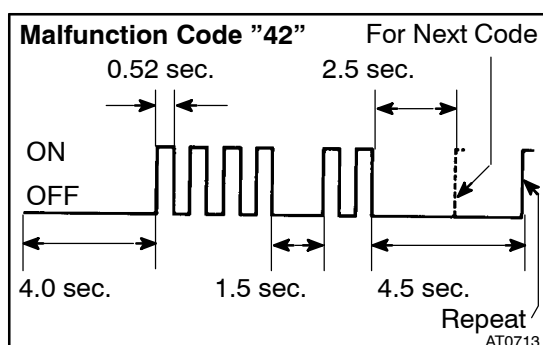 Malfunction Code ”42” For Next Code
0.52 sec. 2.5 sec.
ON
OFF
4.0 sec. 1.5 sec. 4.5 sec.
Repeat
AT0713